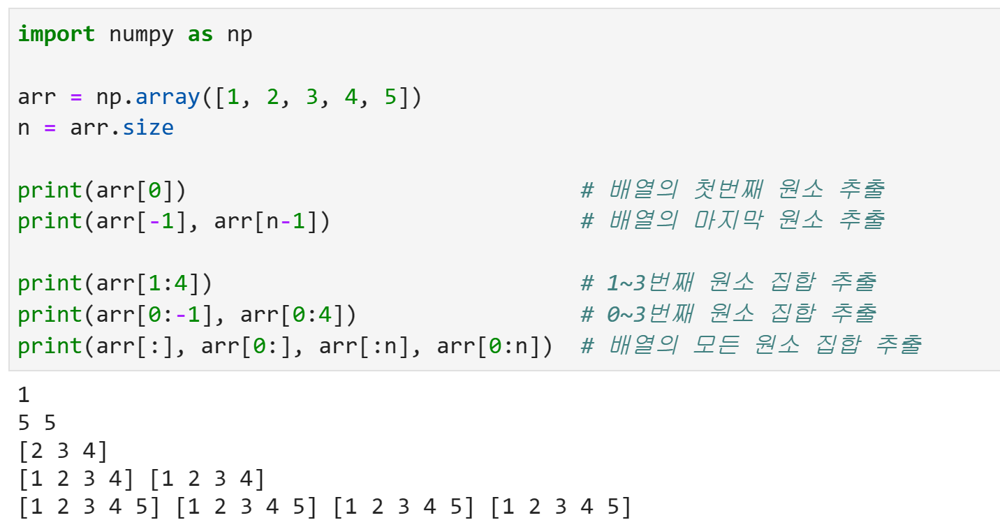 import numpy as np
arr = np.array([1, 2, 3, 4, 5])
n = arr.size
print(arr[0]) # 배열의 첫번째 원소 추출
print(arr[-1], arr[n-1]) # 배열의 마지막 원소 추출
print(arr[1:4]) # 1~3번째 원소 집합 추출
print(arr[0:-1], arr[0:4]) # 0~3번째 원소 집합 추출
print(arr[:], arr[0:], arr[:n], arr[0:n]) # 배열의 모든 원소 집합 추출
1
5 5
[2 3 4]
[1 2 3 4] [1 2 3 4]
[1 2 3 4 5] [1 2 3 4 5] [1 2 3 4 5] [1 2 3 4 5]